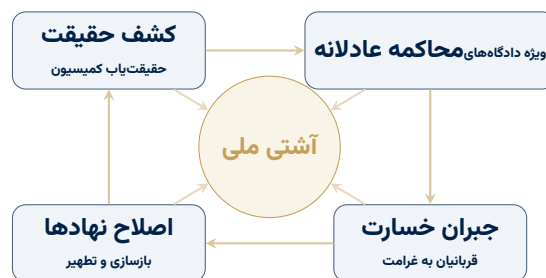 ویژه دادگاه‌های محاکمه عادلانه
کشف حقیقت
حقیقت‌یاب کمیسیون
آشتی ملی
جبران خسارت
قربانیان به غرامت
اصلاح نهادها
بازسازی و تطهیر